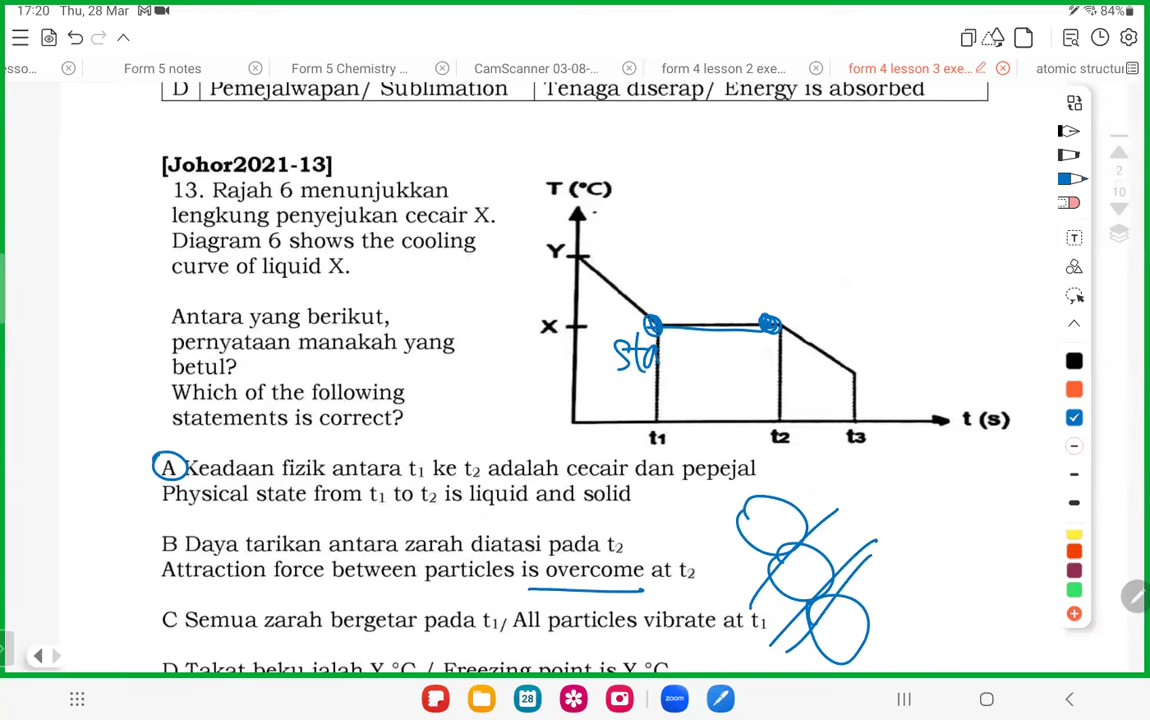 17:20 Thu, 28 Mar
84%
esso...
Form 5 notes
Form 5 Chemistry ...
CamScanner 03-08-...
form 4 lesson 2 exe...
form 4 lesson 3 exe...
atomic structu
D Pemejalwapan/ Sublimation Tenaga diserap/ Energy is absorbed
[Johor2021-13]
13. Rajah 6 menunjukkan
lengkung penyejukan cecair X.
Diagram 6 shows the cooling
curve of liquid X.
Antara yang berikut,
pernyataan manakah yang
betul?
Which of the following
statements is correct?
T (°C)
Y
X
sta
t₁ t₂ t₃
t (s)
A Keadaan fizik antara t₁ ke t₂ adalah cecair dan pepejal
Physical state from t₁ to t₂ is liquid and solid
B Daya tarikan antara zarah diatasi pada t₂
Attraction force between particles is overcome at t₂
C Semua zarah bergetar pada t₁/ All particles vibrate at t₁
D Takat beku ialah Y °C / Freezing point is Y °C
T
2
10
28
zoom